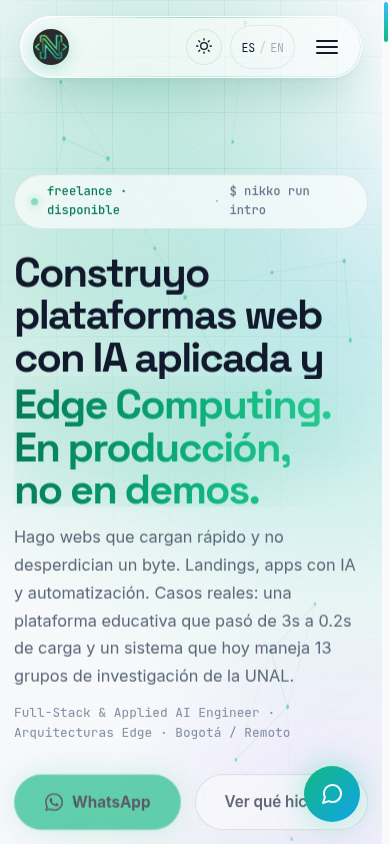 ES / EN
freelance · disponible · $ nikko run intro
Construyo
plataformas web
con IA aplicada y
Edge Computing.
En producción,
no en demos.
Hago webs que cargan rápido y no
desperdician un byte. Landings, apps con IA
y automatización. Casos reales: una
plataforma educativa que pasó de 3s a 0.2s
de carga y un sistema que hoy maneja 13
grupos de investigación de la UNAL.
Full-Stack & Applied AI Engineer ·
Arquitecturas Edge · Bogotá / Remoto
WhatsApp
Ver qué hic